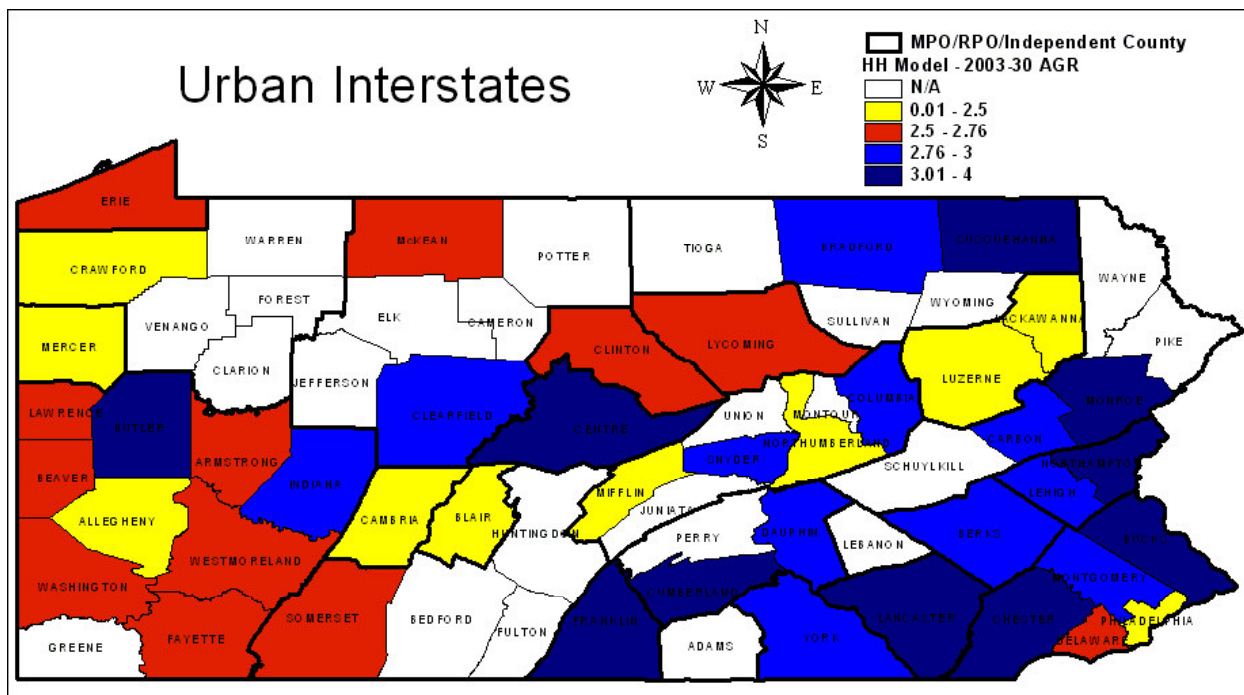 Urban Interstates
N
W
E
S
MPO/RPO/Independent County
HH Model - 2003-30 AGR
N/A
0.01 - 2.5
2.5 - 2.76
2.76 - 3
3.01 - 4
ERIE
WARREN
McKEAN
POTTER
TIOGA
BRADFORD
SUSQUEHANNA
WAYNE
CRAWFORD
FOREST
VENANGO
ELK
CAMERON
SULLIVAN
WYOMING
LACKAWANNA
PIKE
MERCER
CLARION
JEFFERSON
CLINTON
LYCOMING
LUZERNE
LAWRENCE
BUTLER
CLEARFIELD
CENTRE
UNION
MONTOUR
COLUMBIA
MONROE
BEAVER
ARMSTRONG
INDIANA
SNYDER
NORTHUMBERLAND
CARBON
SCHUYLKILL
NORTHAMPTON
ALLEGHENY
CAMBRIA
BLAIR
MIFFLIN
JUNIATA
LEHIGH
HUNTINGDON
PERRY
DAUPHIN
LEBANON
BERKS
BUCKS
WESTMORELAND
WASHINGTON
CUMBERLAND
MONTGOMERY
SOMERSET
BEDFORD
FULTON
FRANKLIN
LANCASTER
CHESTER
PHILADELPHIA
GREENE
FAYETTE
ADAMS
YORK
DELAWARE